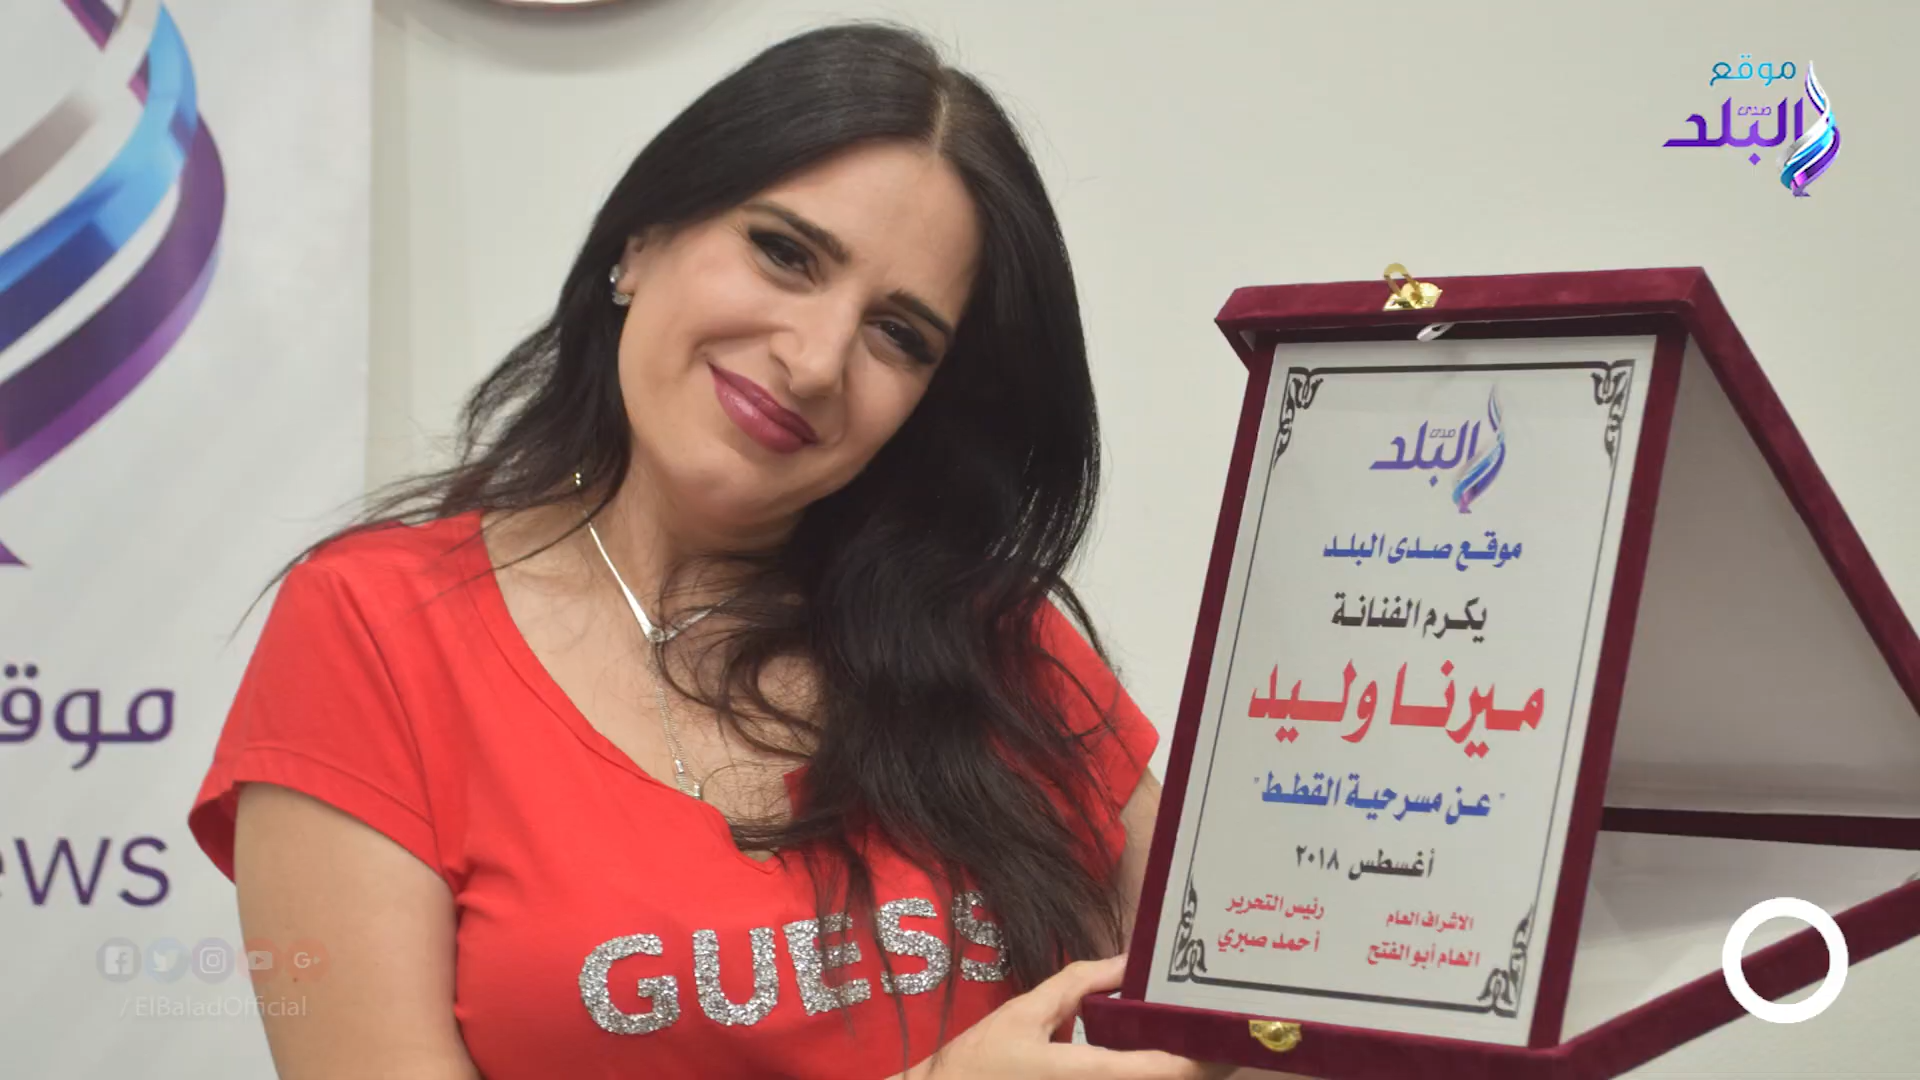 موقع
صدى
البلد
صدى
البلد
موقع صدى البلد
يكرم الفنانة
ميرنا وليد
"عن مسرحية القطط"
أغسطس ٢٠١٨
الاشراف العام
الهام أبو الفتح
رئيس التحرير
أحمد صبري
GUESS
موقع
ews
/ElBaladOfficial